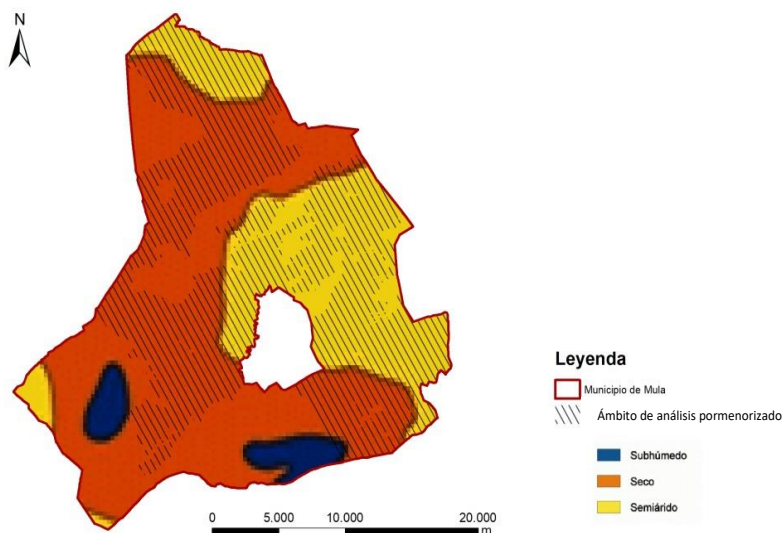 N
Leyenda
Municipio de Mula
Ámbito de análisis pormenorizado
Subhúmedo
Seco
Semiárido
0 5.000 10.000 20.000
m